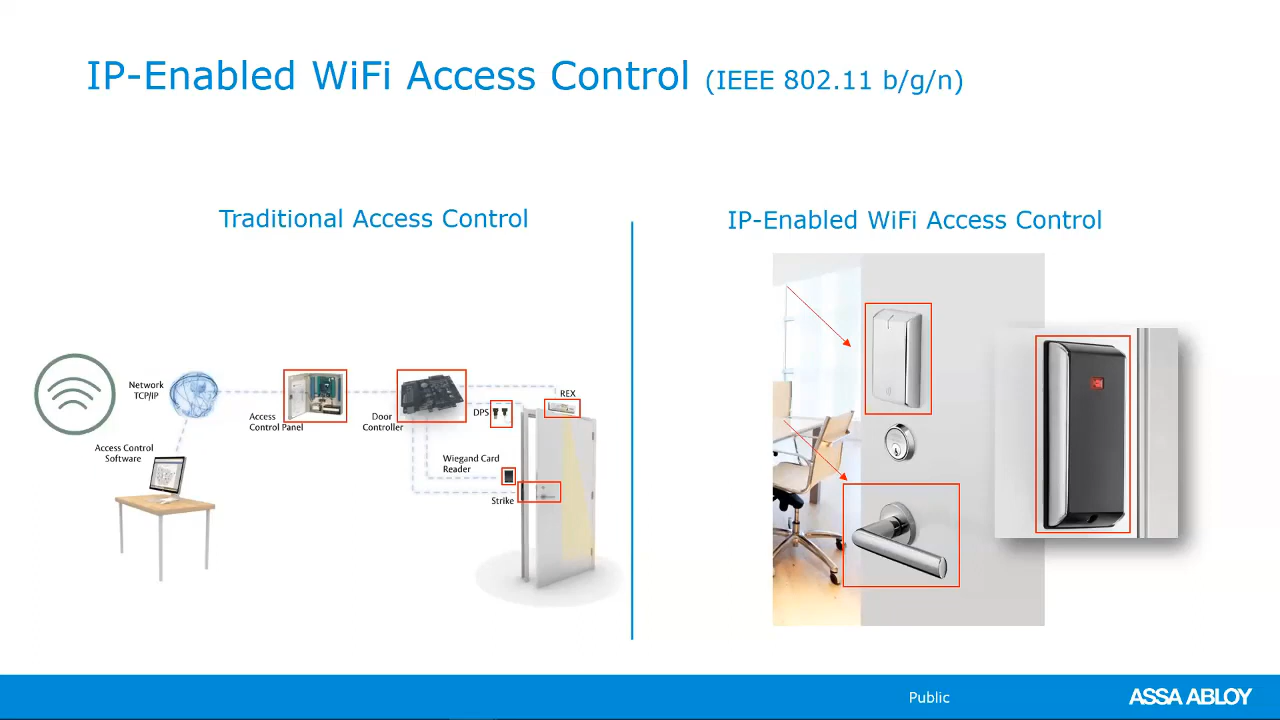 IP-Enabled WiFi Access Control (IEEE 802.11 b/g/n)
Traditional Access Control
Network
TCP/IP
Access
Control Panel
Door
Controller
DPS
REX
Access Control
Software
Wiegand Card
Reader
Strike
IP-Enabled WiFi Access Control
Public
ASSA ABLOY